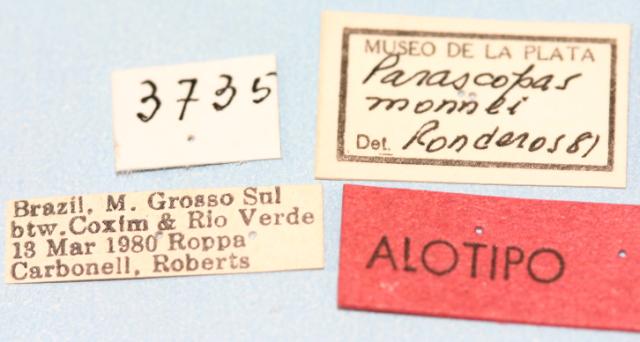 3735
MUSEO DE LA PLATA
Parascopas
monnei
Det. Ronderos 81
Brazil, M. Grosso Sul
btw. Coxim & Rio Verde
13 Mar 1980 Roppa
Carbonell, Roberts
ALOTIPO